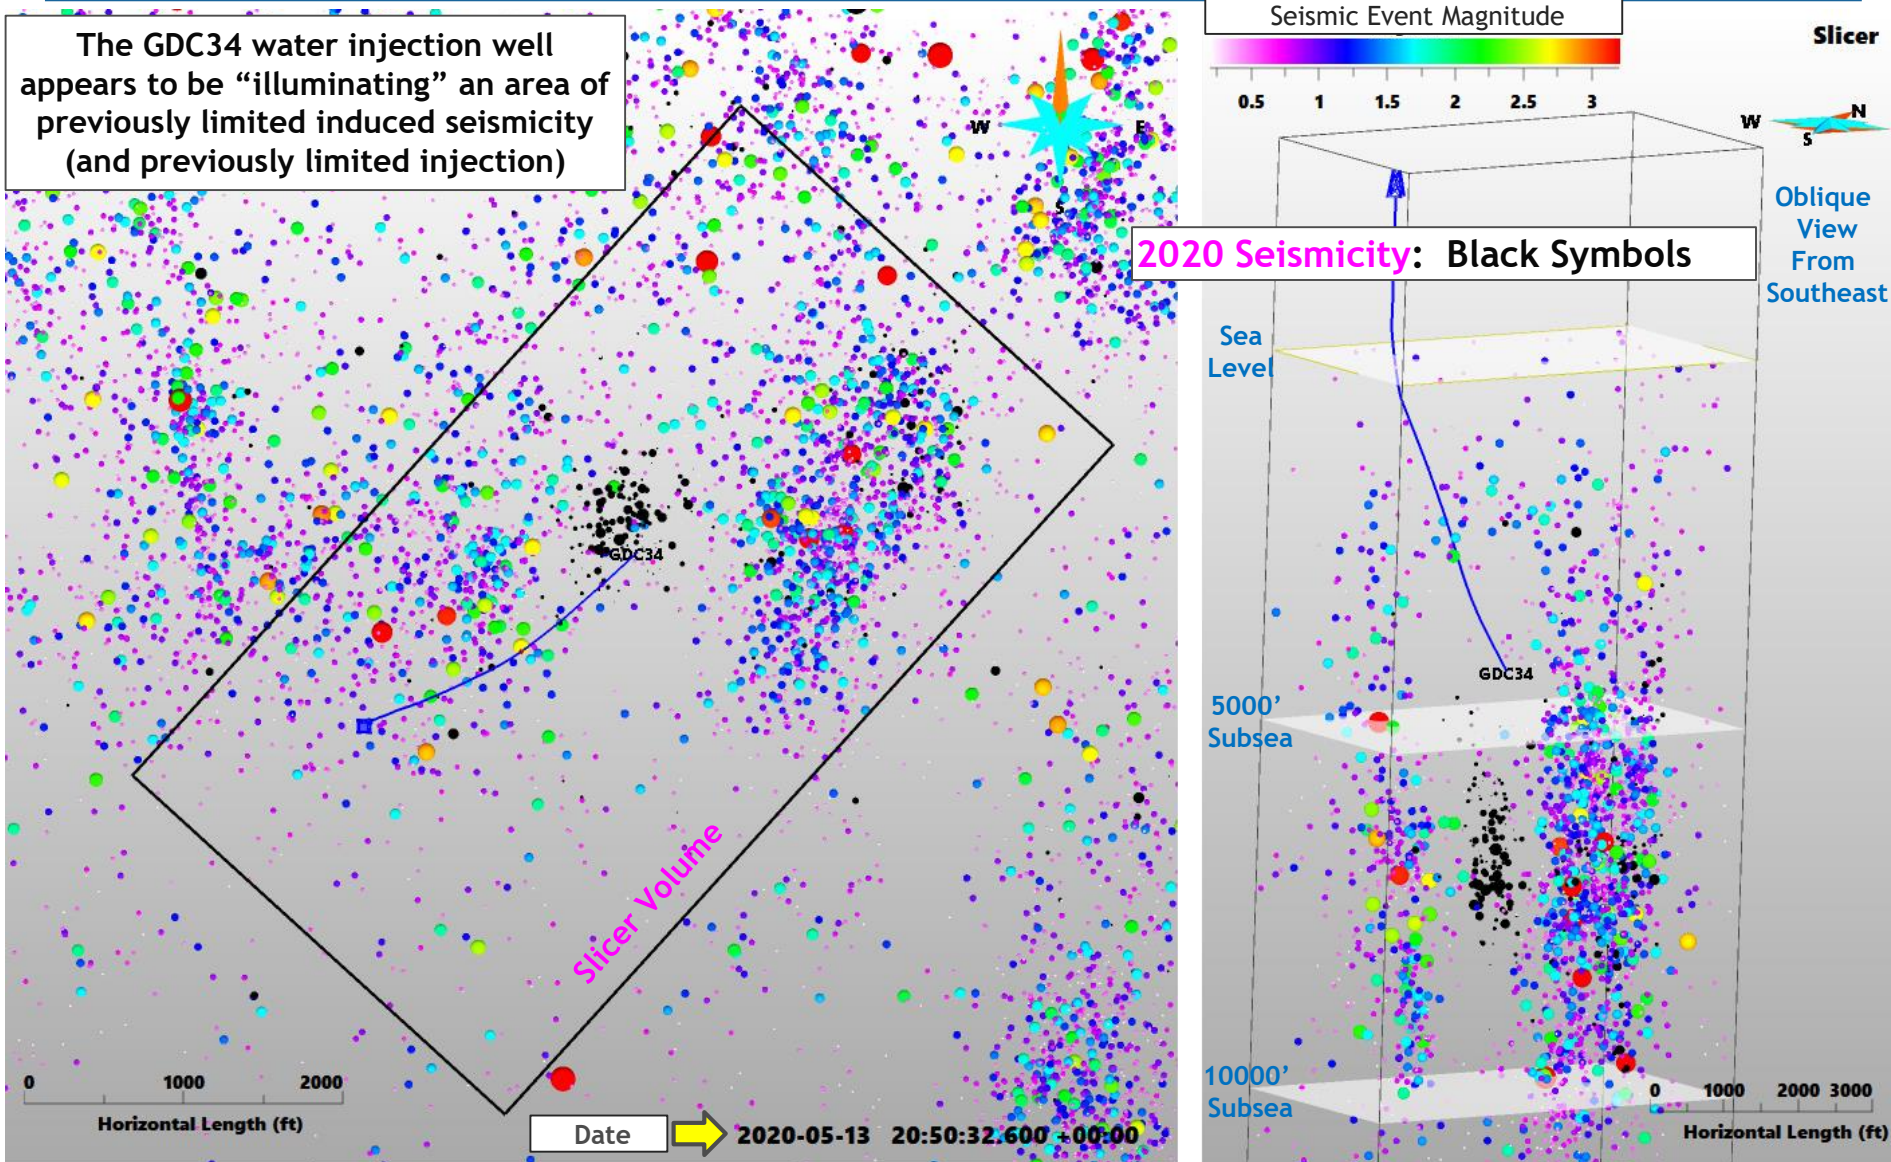 The GDC34 water injection well
appears to be “illuminating” an area of
previously limited induced seismicity
(and previously limited injection)
W
E
S
GDC34
Slicer Volume
0 1000 2000
Horizontal Length (ft)
Date
2020-05-13 20:50:32.600 +00:00
Seismic Event Magnitude
0.5 1 1.5 2 2.5 3
Slicer
W
N
S
Oblique
View
From
Southeast
2020 Seismicity: Black Symbols
Sea
Level
GDC34
5000’
Subsea
10000’
Subsea
0 1000 2000 3000
Horizontal Length (ft)